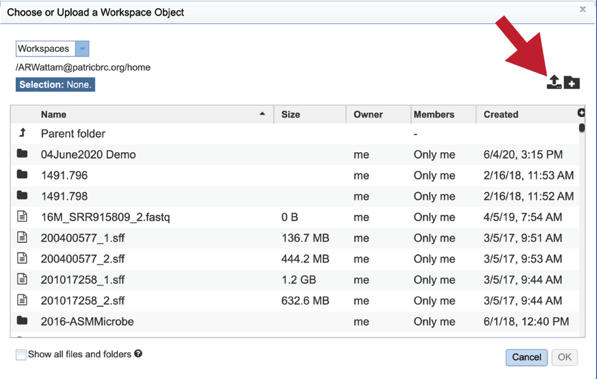 Choose or Upload a Workspace Object
Workspaces
/ARWattam@patricbrc.org/home
Selection: None.
Name Size Owner Members Created
Parent folder -
04June2020 Demo me Only me 6/4/20, 3:15 PM
1491.796 me Only me 2/16/18, 11:53 AM
1491.798 me Only me 2/16/18, 11:52 AM
16M_SRR915809_2.fastq 0 B me Only me 4/5/19, 7:54 AM
200400577_1.sff 136.7 MB me Only me 3/5/17, 9:51 AM
200400577_2.sff 444.2 MB me Only me 3/5/17, 9:53 AM
201017258_1.sff 1.2 GB me Only me 3/5/17, 9:44 AM
201017258_2.sff 632.6 MB me Only me 3/5/17, 9:44 AM
2016-ASMMicrobe me Only me 6/1/18, 12:40 PM
Show all files and folders
Cancel OK